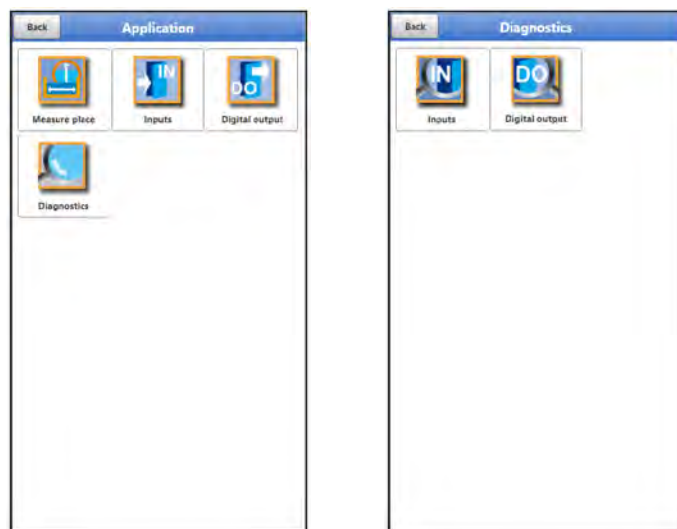 Back Application
IN
DO
Measure place Inputs Digital output
Diagnostics
Back Diagnostics
IN DO
Inputs Digital output